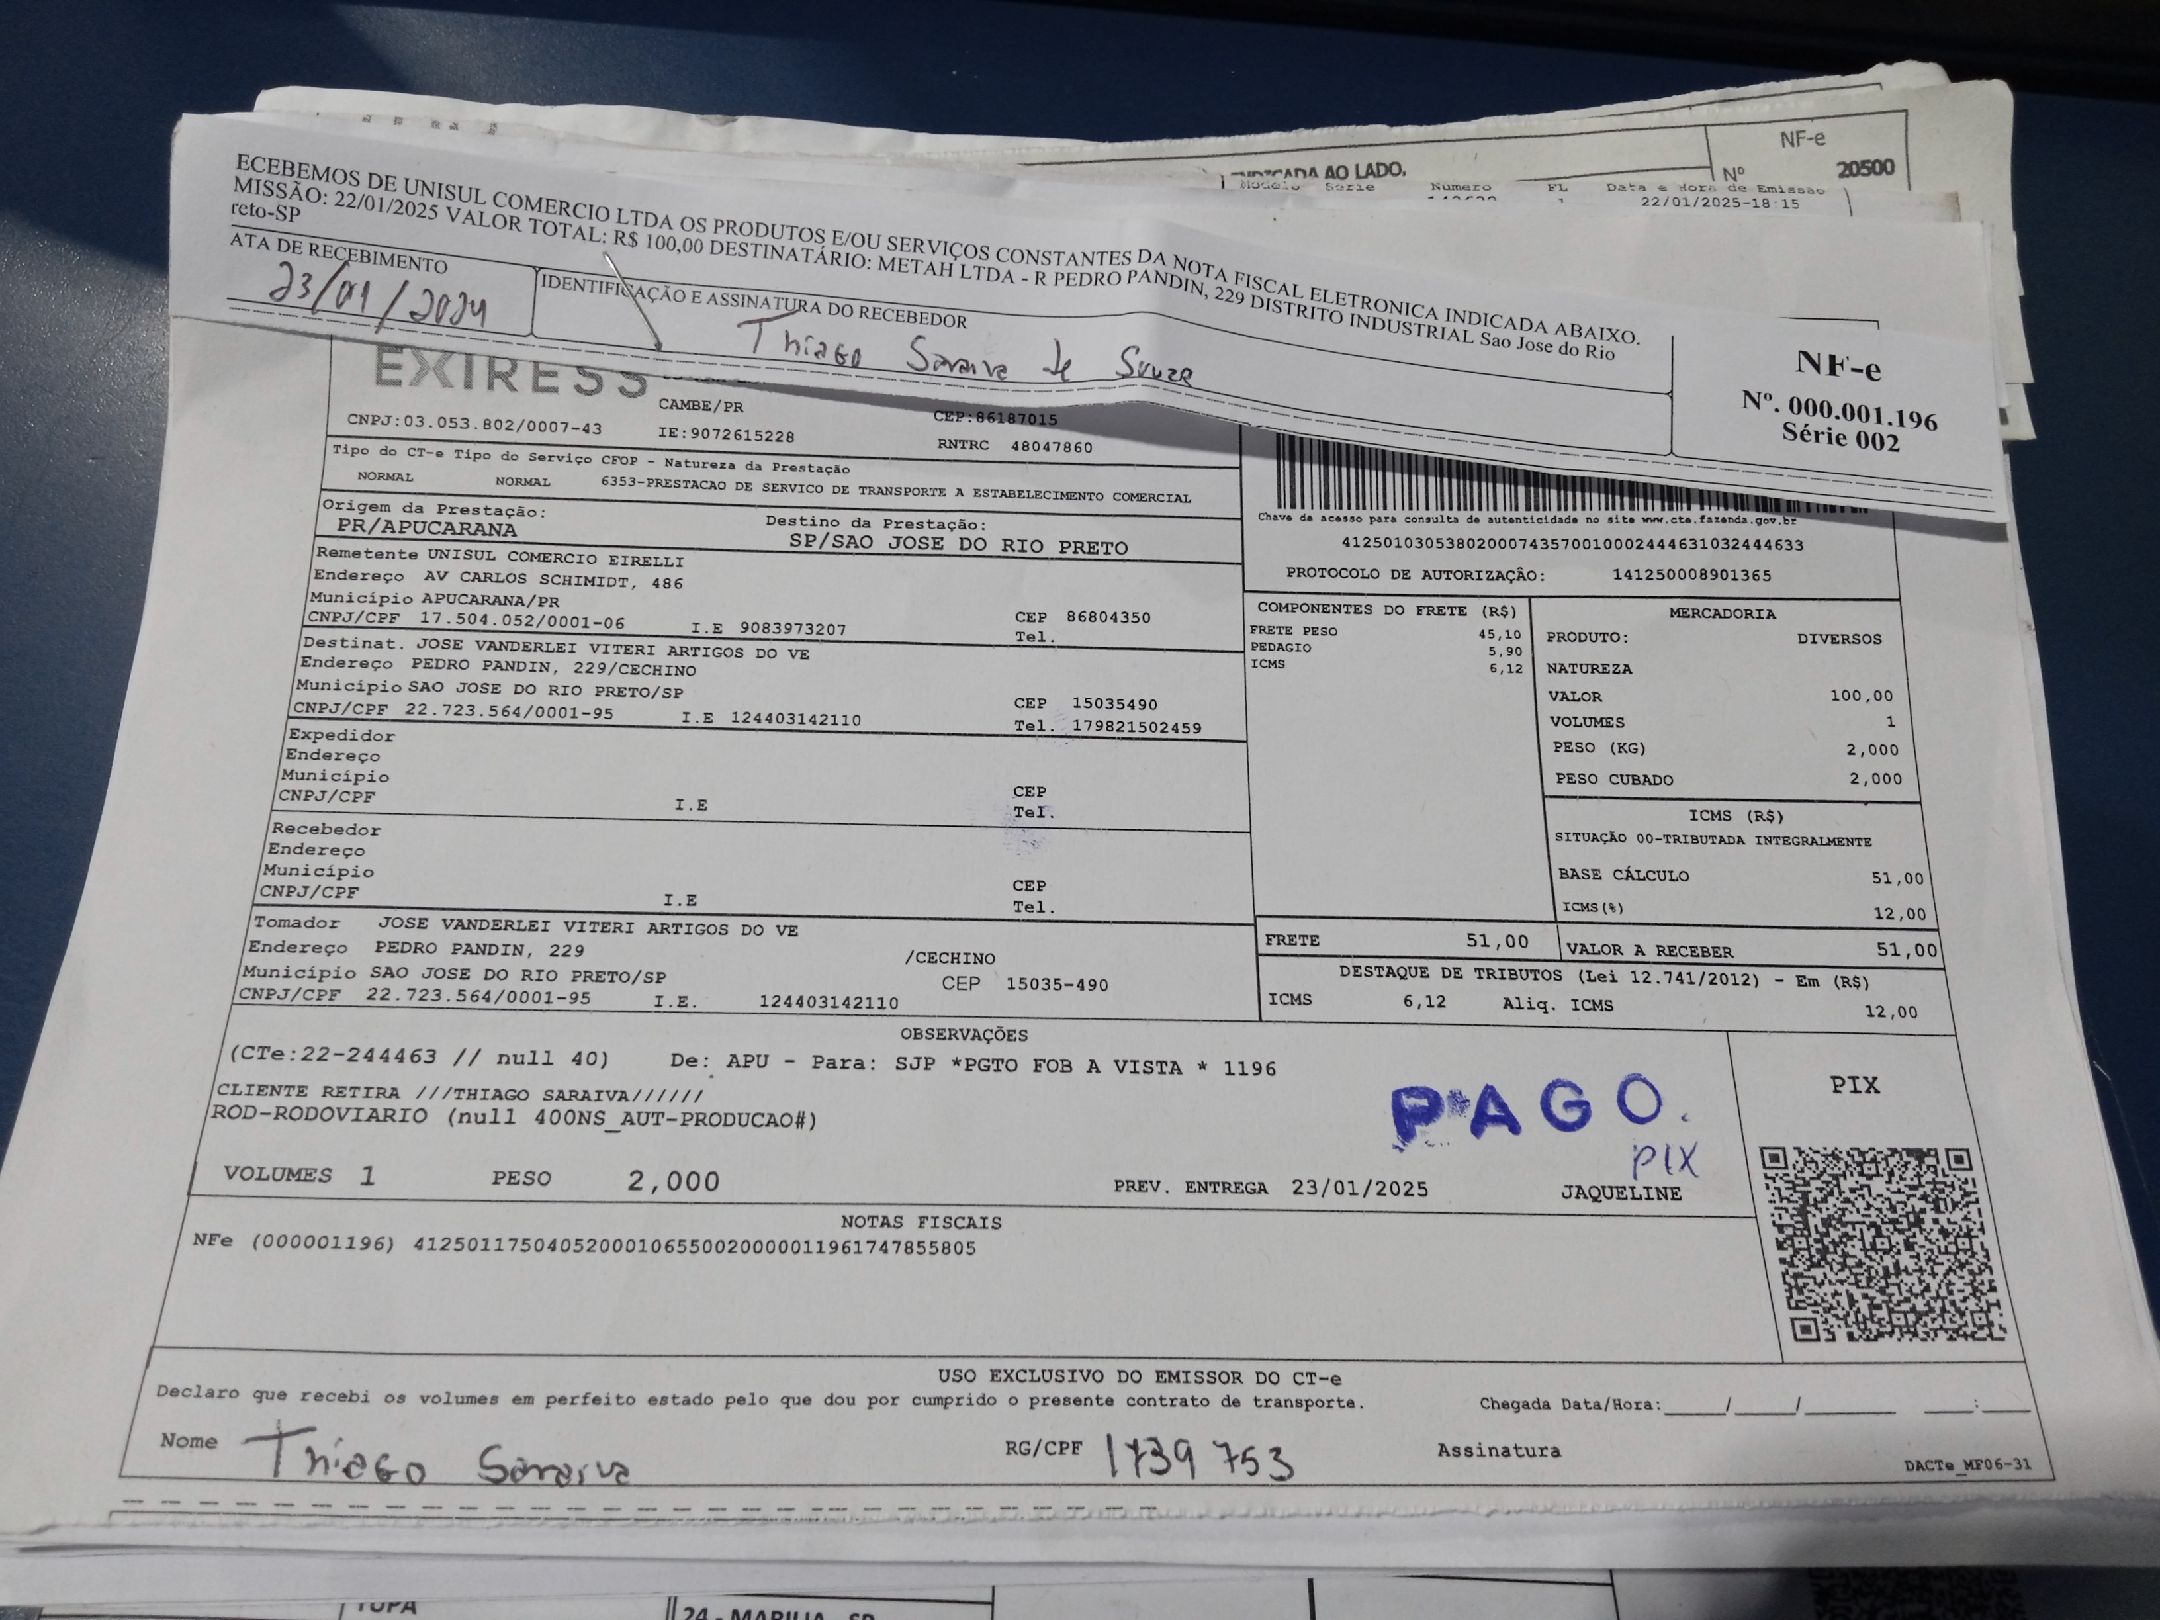 NF-e
INDICADA AO LADO.
Nº 20500
Modelo Serie Numero FL Data e Hora de Emissao
22/01/2025-18:15
ECEBEMOS DE UNISUL COMERCIO LTDA OS PRODUTOS E/OU SERVIÇOS CONSTANTES DA NOTA FISCAL ELETRONICA INDICADA ABAIXO.
MISSÃO: 22/01/2025 VALOR TOTAL: R$ 100,00 DESTINATÁRIO: METAH LTDA - R PEDRO PANDIN, 229 DISTRITO INDUSTRIAL Sao Jose do Rio
reto-SP
ATA DE RECEBIMENTO
23/01/2024
IDENTIFICAÇÃO E ASSINATURA DO RECEBEDOR
Thiago Saraiva de Souza
NF-e
Nº. 000.001.196
Série 002
CAMBE/PR CEP:86187015
CNPJ:03.053.802/0007-43 IE:9072615228 RNTRC 48047860
Tipo do CT-e Tipo do Serviço CFOP - Natureza da Prestação
NORMAL NORMAL 6353-PRESTACAO DE SERVICO DE TRANSPORTE A ESTABELECIMENTO COMERCIAL
Origem da Prestação: Destino da Prestação:
PR/APUCARANA SP/SAO JOSE DO RIO PRETO
Chave de acesso para consulta de autenticidade no site www.cte.fazenda.gov.br
41250103053802000743570010002444631032444633
PROTOCOLO DE AUTORIZAÇÃO: 141250008901365
Remetente UNISUL COMERCIO EIRELLI
Endereço AV CARLOS SCHIMIDT, 486
Município APUCARANA/PR CEP 86804350
CNPJ/CPF 17.504.052/0001-06 I.E 9083973207 Tel.
Destinat. JOSE VANDERLEI VITERI ARTIGOS DO VE
Endereço PEDRO PANDIN, 229/CECHINO
Município SAO JOSE DO RIO PRETO/SP CEP 15035490
CNPJ/CPF 22.723.564/0001-95 I.E 124403142110 Tel. 179821502459
Expedidor
Endereço
Município CEP
CNPJ/CPF I.E Tel.
Recebedor
Endereço
Município CEP
CNPJ/CPF I.E Tel.
Tomador JOSE VANDERLEI VITERI ARTIGOS DO VE
Endereço PEDRO PANDIN, 229 /CECHINO
Município SAO JOSE DO RIO PRETO/SP CEP 15035-490
CNPJ/CPF 22.723.564/0001-95 I.E. 124403142110
COMPONENTES DO FRETE (R$)
FRETE PESO 45,10
PEDAGIO 5,90
ICMS 6,12
MERCADORIA
PRODUTO: DIVERSOS
NATUREZA
VALOR 100,00
VOLUMES 1
PESO (KG) 2,000
PESO CUBADO 2,000
ICMS (R$)
SITUAÇÃO 00-TRIBUTADA INTEGRALMENTE
BASE CÁLCULO 51,00
ICMS(%) 12,00
FRETE 51,00 VALOR A RECEBER 51,00
DESTAQUE DE TRIBUTOS (Lei 12.741/2012) - Em (R$)
ICMS 6,12 Aliq. ICMS 12,00
OBSERVAÇÕES
(CTe:22-244463 // null 40) De: APU - Para: SJP *PGTO FOB A VISTA * 1196
CLIENTE RETIRA ///THIAGO SARAIVA//////
ROD-RODOVIARIO (null 400NS_AUT-PRODUCAO#)
PAGO.
PIX
PIX
VOLUMES 1 PESO 2,000 PREV. ENTREGA 23/01/2025 JAQUELINE
NOTAS FISCAIS
NFe (000001196) 41250117504052000106550020000011961747855805
USO EXCLUSIVO DO EMISSOR DO CT-e
Declaro que recebi os volumes em perfeito estado pelo que dou por cumprido o presente contrato de transporte. Chegada Data/Hora:____/____/______ ___:___
Nome Thiago Saraiva RG/CPF 1739753 Assinatura
DACTe_MF06-31
TUPA
24 - MARILIA - SP